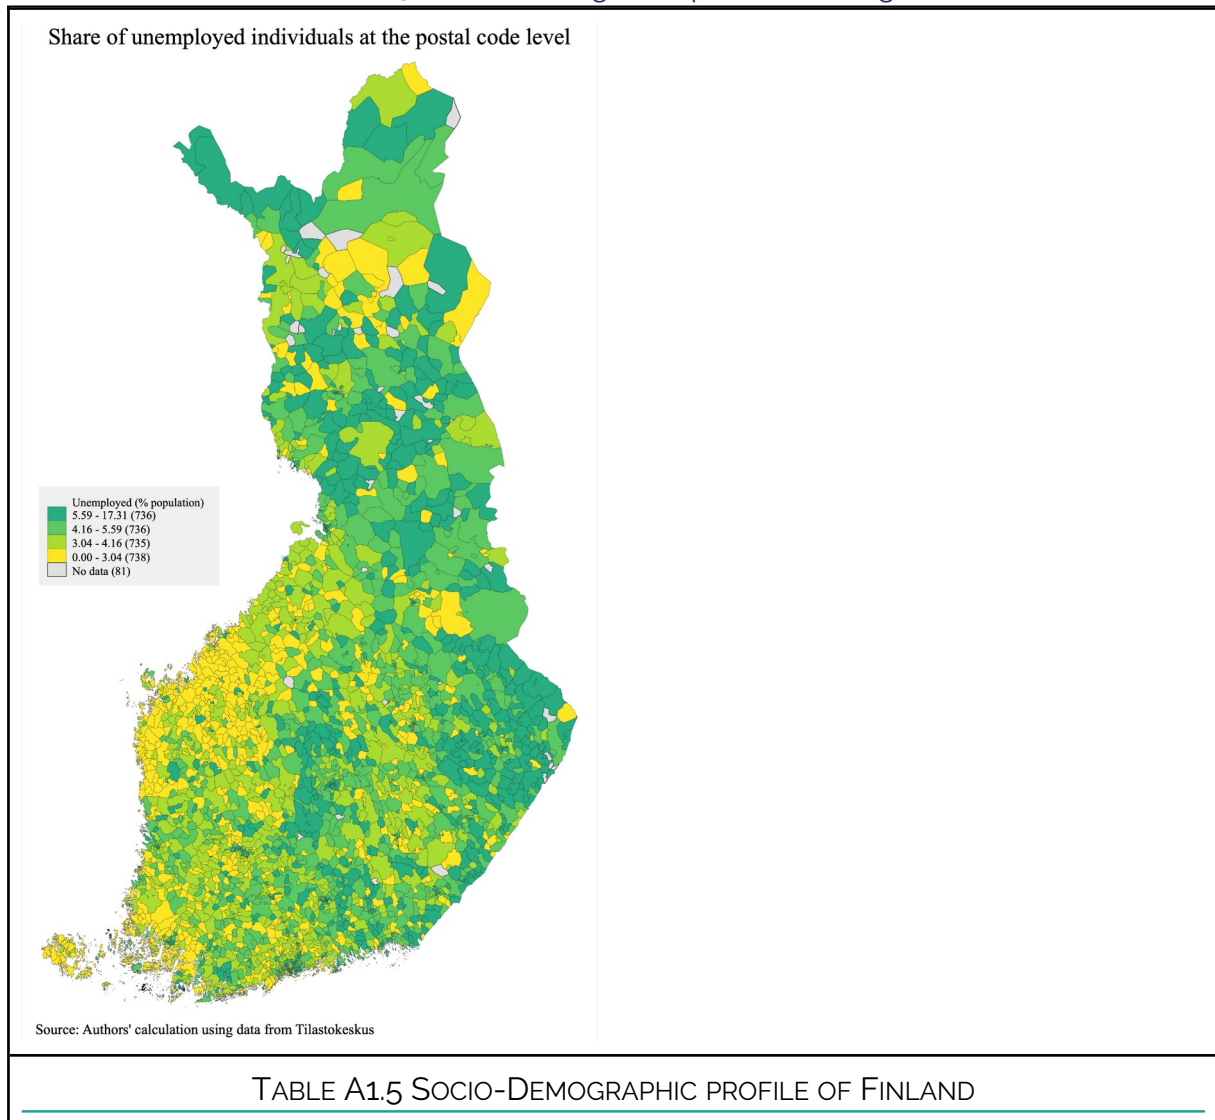 Share of unemployed individuals at the postal code level
Unemployed (% population)
5.59 - 17.31 (736)
4.16 - 5.59 (736)
3.04 - 4.16 (735)
0.00 - 3.04 (738)
No data (81)
Source: Authors' calculation using data from Tilastokeskus
TABLE A1.5 SOCIO-DEMOGRAPHIC PROFILE OF FINLAND